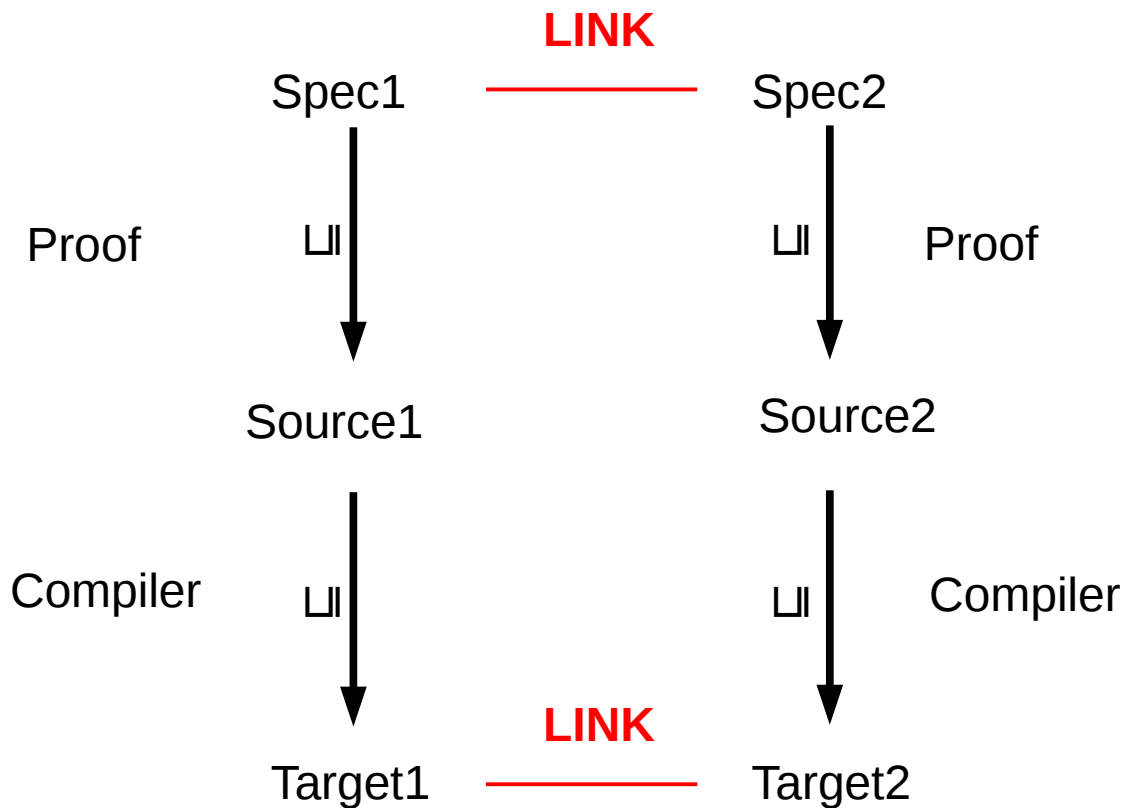 LINK
Spec1
Spec2
Proof
⊔|
⊔|
Proof
Source1
Source2
Compiler
⊔|
⊔|
Compiler
LINK
Target1
Target2